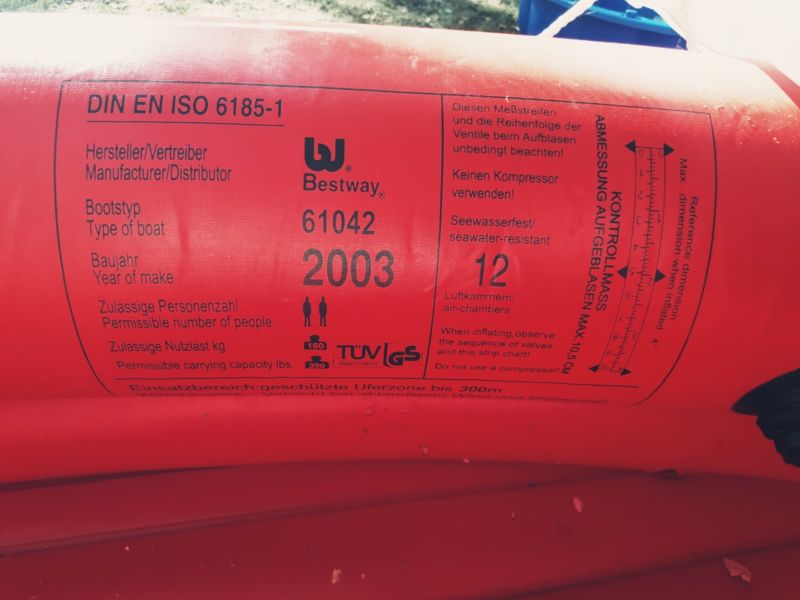 DIN EN ISO 6185-1
Hersteller/Vertreiber
Manufacturer/Distributor
Bestway®
Bootstyp
Type of boat
61042
Baujahr
Year of make
2003
Zulassige Personenzahl
Permissible number of people
Zulassige Nutzlast kg
160
Permissible carrying capacity lbs
350
TÜV GS
Einsatzbereich:geschützte Uferzone bis 300m
Diesen Meßstreifen
und die Reihenfolge der
Ventile beim Aufblasen
unbedingt beachten!
Keinen Kompressor
verwenden!
Seewasserfest/
seawater-resistant
12
Luftkammern/
air-chambers
When inflating,observe
the sequence of valves
and this strip chart!
Do not use a compressor!
ABMESSUNG AUFGEBLASEN MAX 10,5 CM
KONTROLLMASS
Reference dimension
Max. dimension when inflated 4"